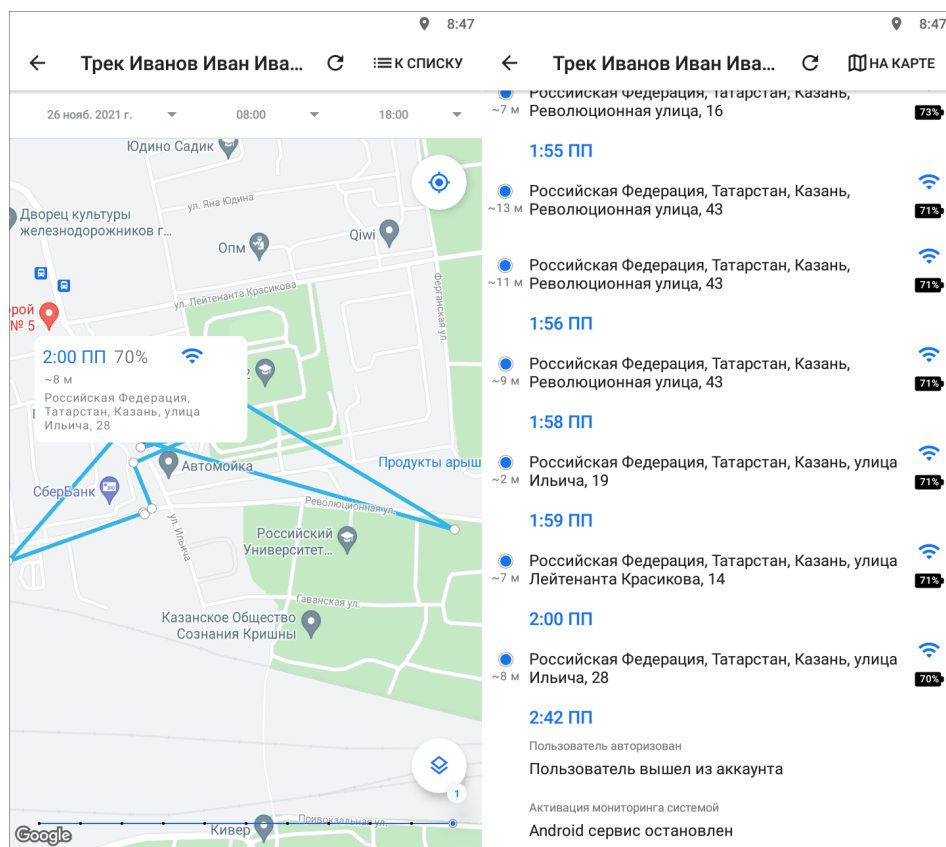 8:47
Трек Иванов Иван Ива...
К СПИСКУ
26 нояб. 2021 г.
08:00
18:00
Юдино Садик
ул. Яна Юдина
Дворец культуры
железнодорожников г...
Опм
Qiwi
Ферганская ул.
ул. Лейтенанта Красикова
рой
№ 5
2:00 ПП 70%
~8 м
Российская Федерация,
Татарстан, Казань, улица
Ильича, 28
Автомойка
Продукты арыш
СберБанк
Революционная ул.
ул. Ильича
Российский
Университет...
Гаванская ул.
Казанское Общество
Сознания Кришны
1
Привокзальная ул.
Кивер
Google
8:47
Трек Иванов Иван Ива...
НА КАРТЕ
Российская Федерация, Татарстан, Казань,
~7 м
Революционная улица, 16
73%
1:55 ПП
Российская Федерация, Татарстан, Казань,
~13 м
Революционная улица, 43
71%
Российская Федерация, Татарстан, Казань,
~11 м
Революционная улица, 43
71%
1:56 ПП
Российская Федерация, Татарстан, Казань,
~9 м
Революционная улица, 43
71%
1:58 ПП
Российская Федерация, Татарстан, Казань, улица
~2 м
Ильича, 19
71%
1:59 ПП
Российская Федерация, Татарстан, Казань, улица
~7 м
Лейтенанта Красикова, 14
71%
2:00 ПП
Российская Федерация, Татарстан, Казань, улица
~8 м
Ильича, 28
70%
2:42 ПП
Пользователь авторизован
Пользователь вышел из аккаунта
Активация мониторинга системой
Android сервис остановлен